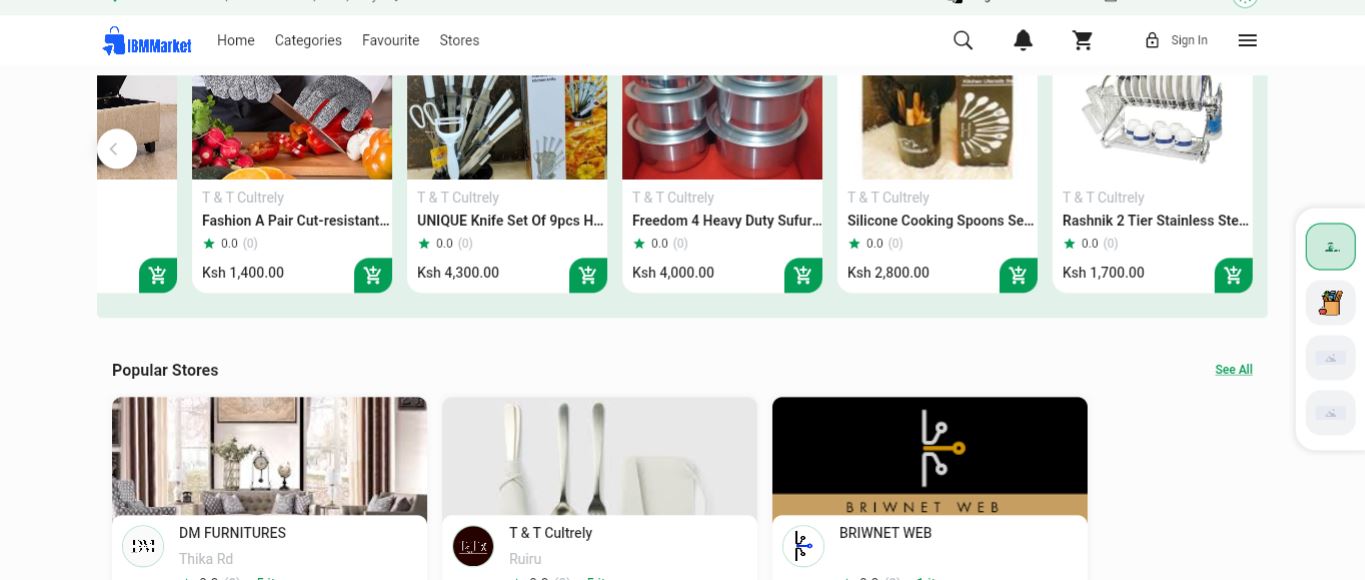 IBMMarket
Home
Categories
Favourite
Stores
Sign In
T & T Cultrely
Fashion A Pair Cut-resistant...
0.0 (0)
Ksh 1,400.00
T & T Cultrely
UNIQUE Knife Set Of 9pcs H...
0.0 (0)
Ksh 4,300.00
T & T Cultrely
Freedom 4 Heavy Duty Sufur...
0.0 (0)
Ksh 4,000.00
T & T Cultrely
Silicone Cooking Spoons Se...
0.0 (0)
Ksh 2,800.00
T & T Cultrely
Rashnik 2 Tier Stainless Ste...
0.0 (0)
Ksh 1,700.00
Popular Stores
See All
DM FURNITURES
Thika Rd
T & T Cultrely
Ruiru
BRIWNET WEB
BRIWNET WEB